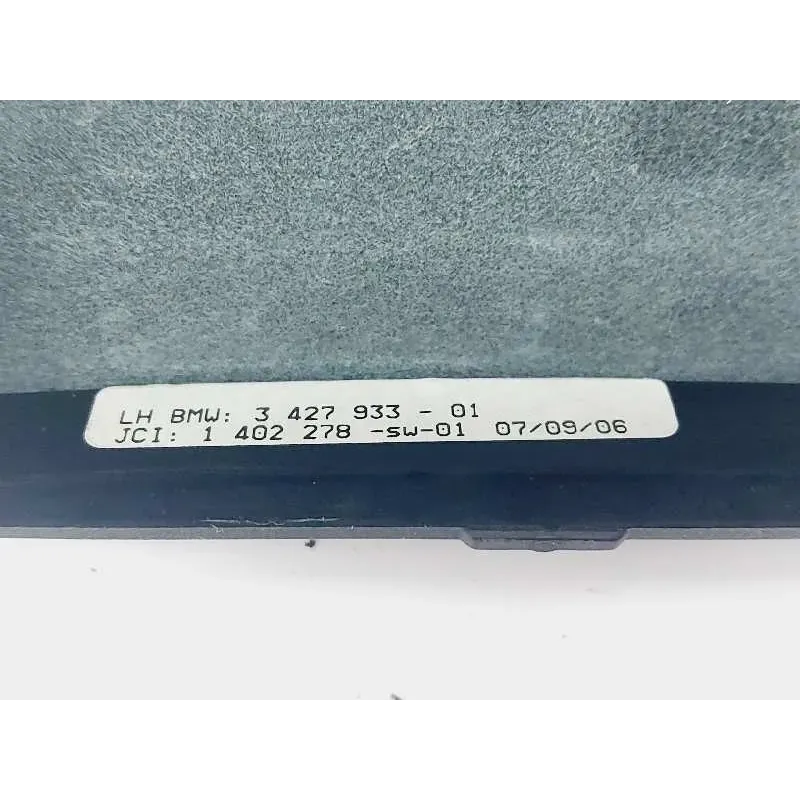 LH BMW: 3 427 933 - 01
JCI: 1 402 278 -sw-01 07/09/06